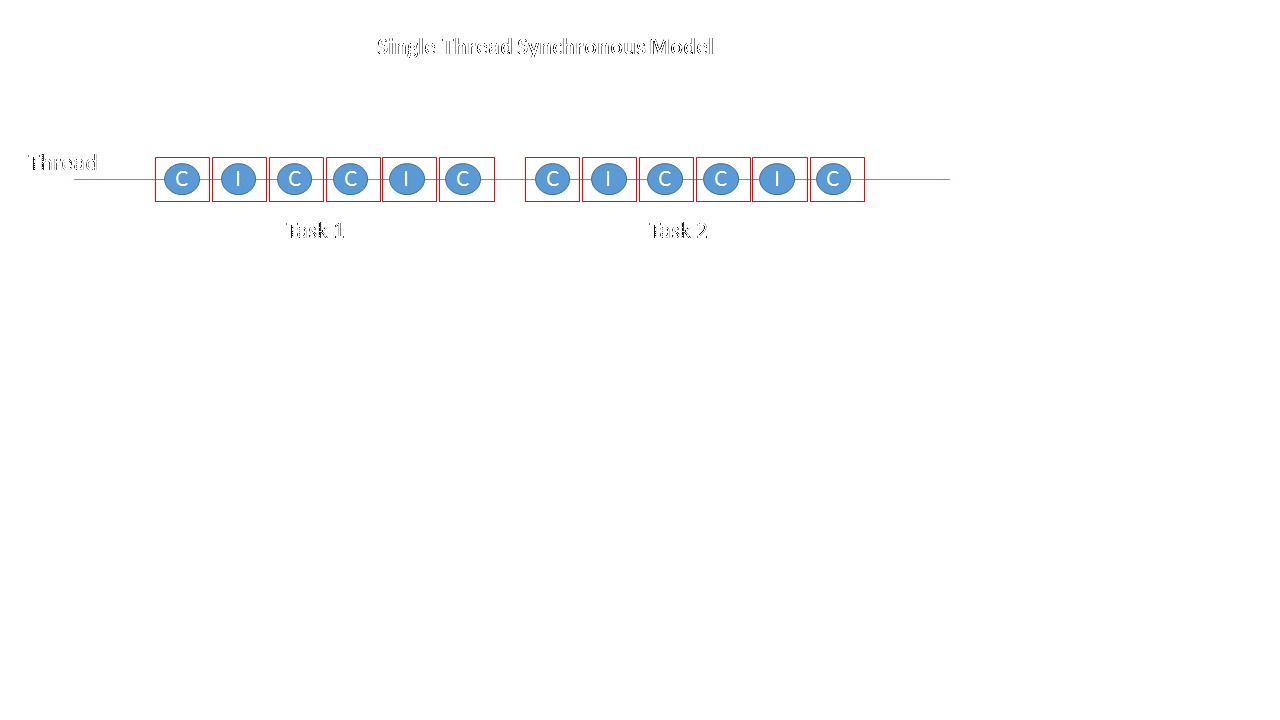 Single Thread Synchronous Model
Thread
C I C C I C C I C C I C
Task 1 Task 2